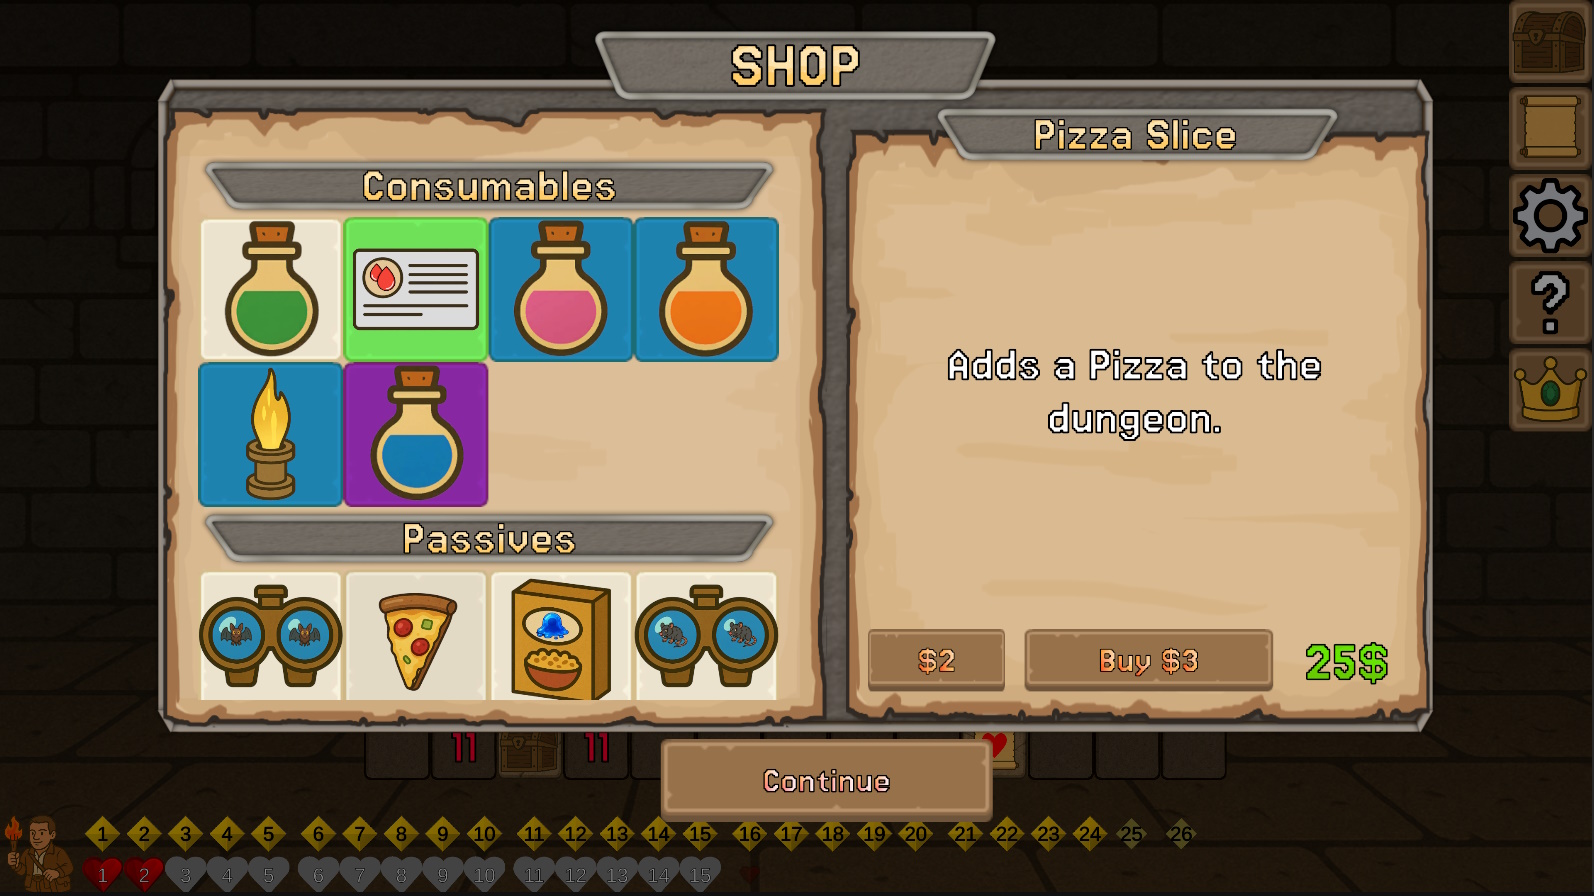 SHOP
Pizza Slice
Consumables
Adds a Pizza to the
dungeon.
Passives
$2
Buy $3
25$
11
11
Continue
1 2 3 4 5 6 7 8 9 10 11 12 13 14 15 16 17 18 19 20 21 22 23 24 25 26
1 2 3 4 5 6 7 8 9 10 11 12 13 14 15